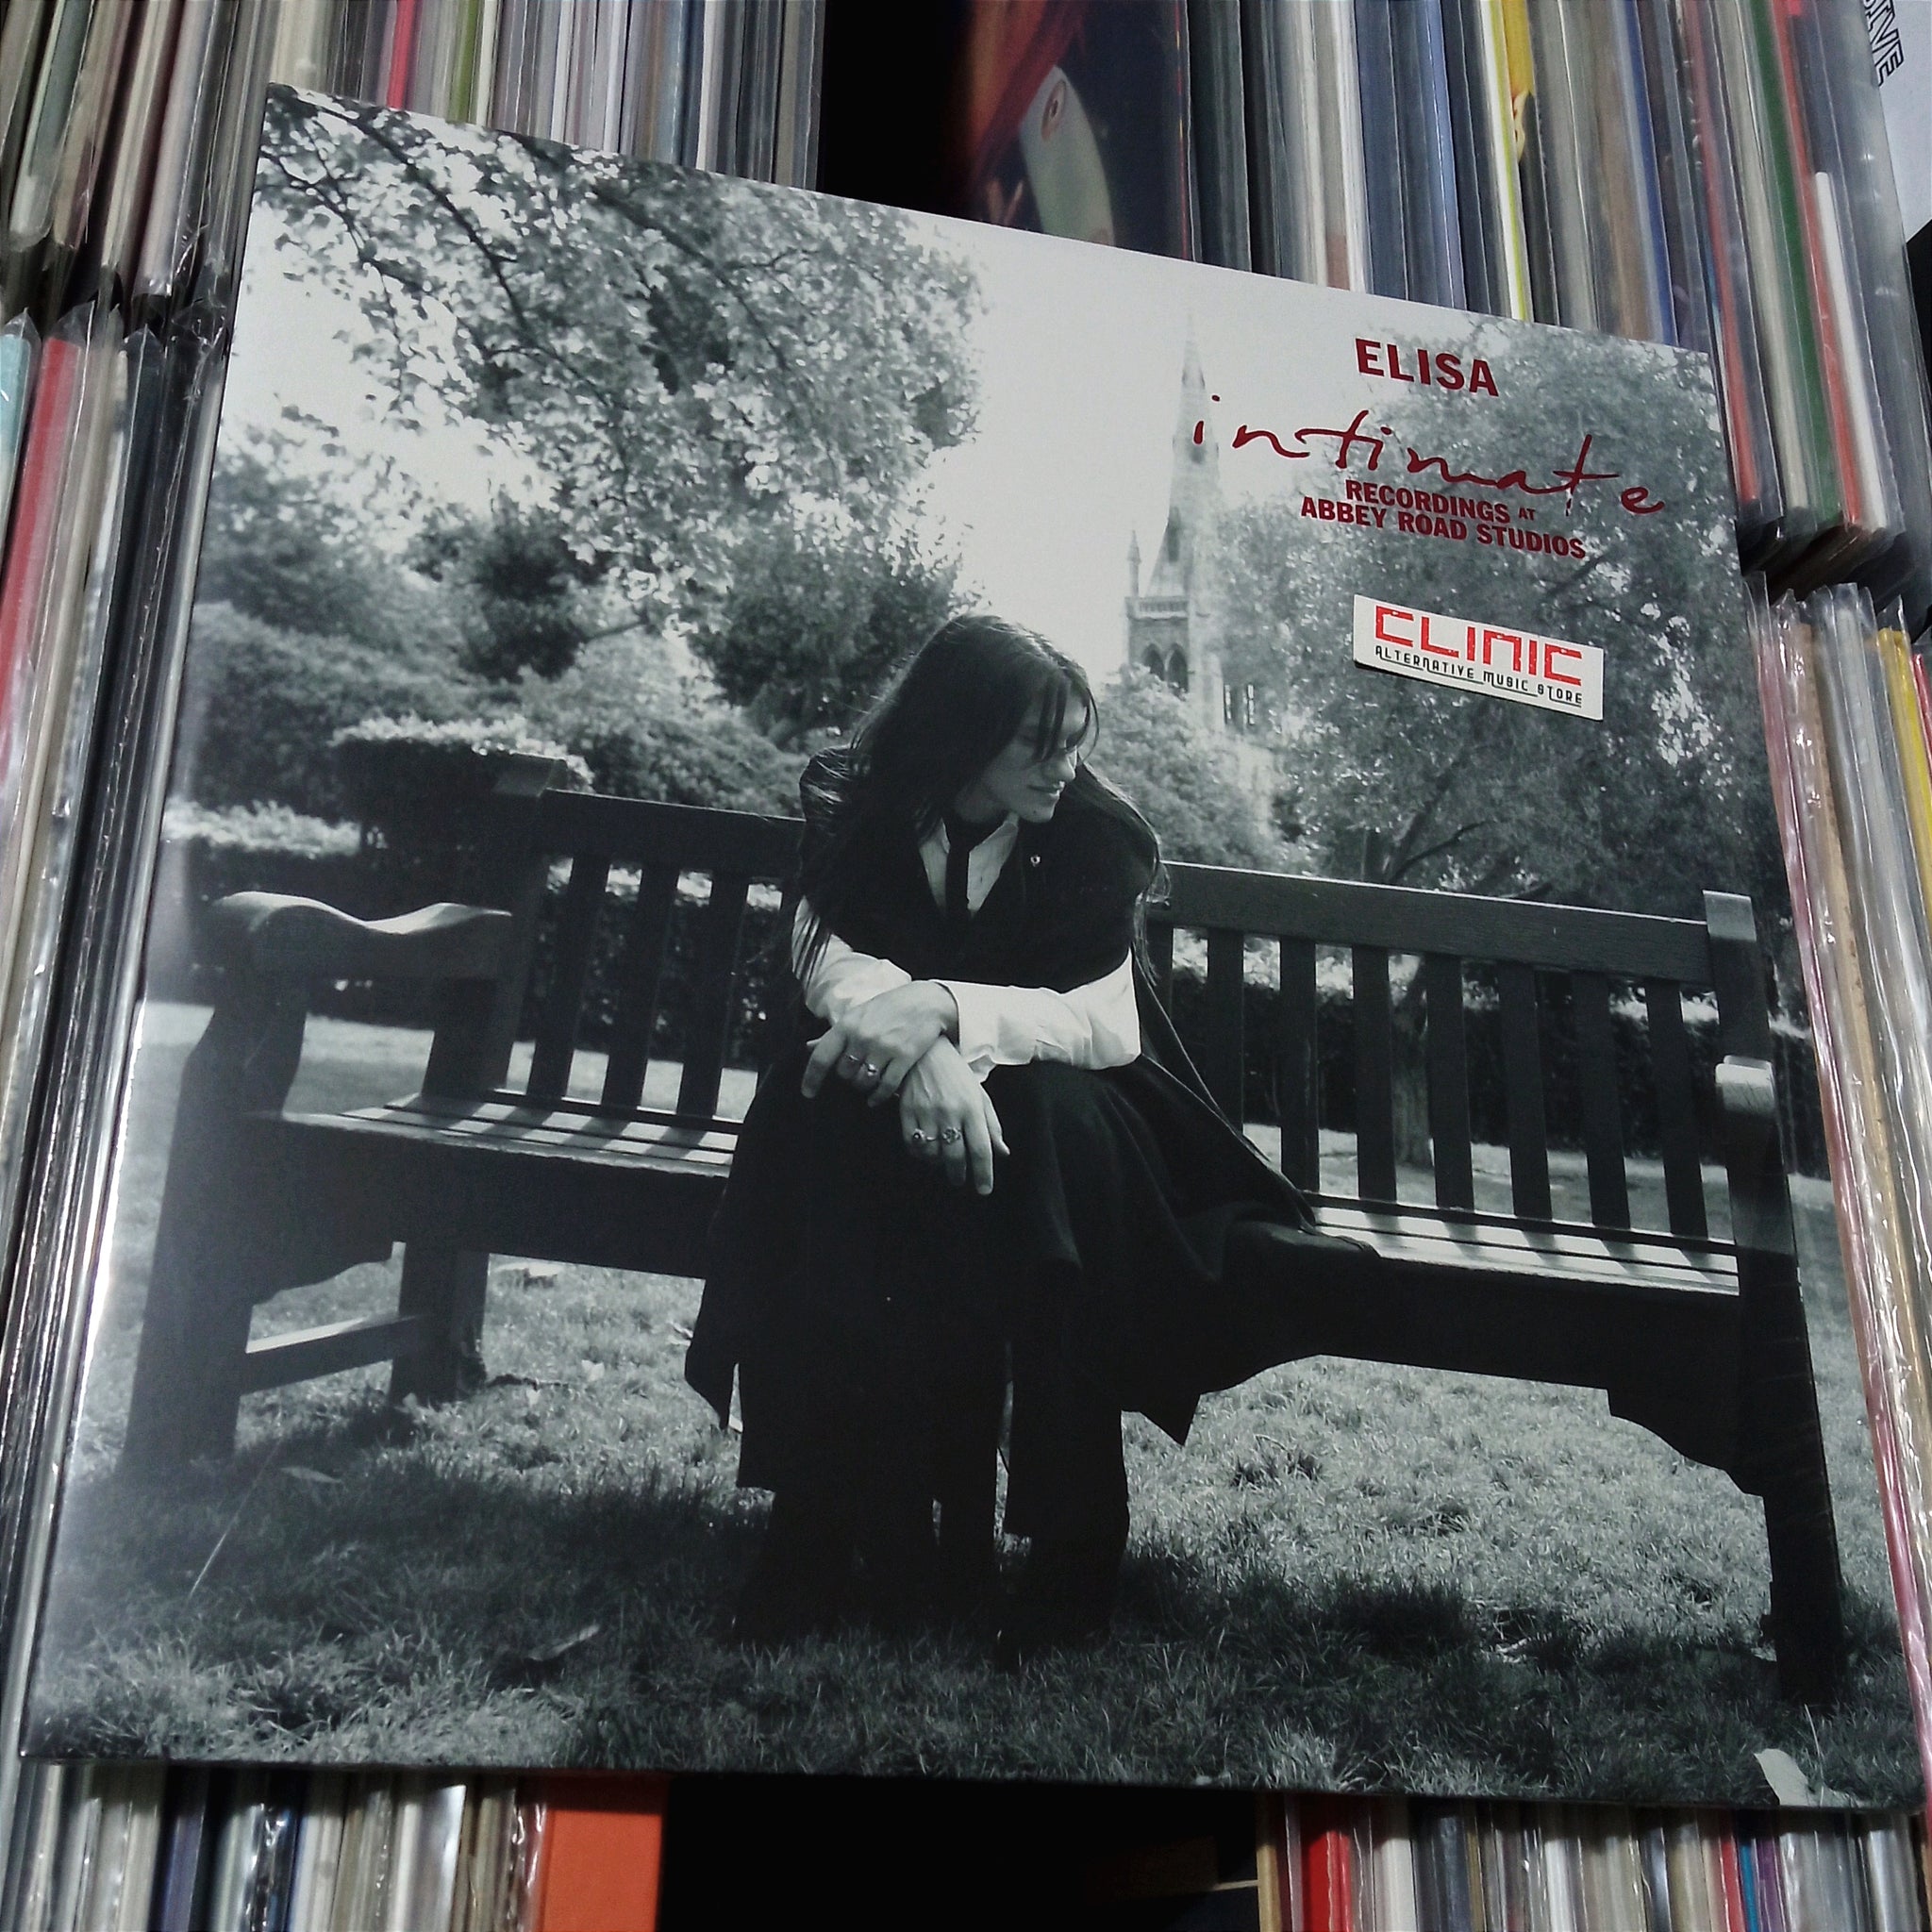 ELISA
intimate
RECORDINGS AT
ABBEY ROAD STUDIOS
CLINIC
ALTERNATIVE MUSIC STORE